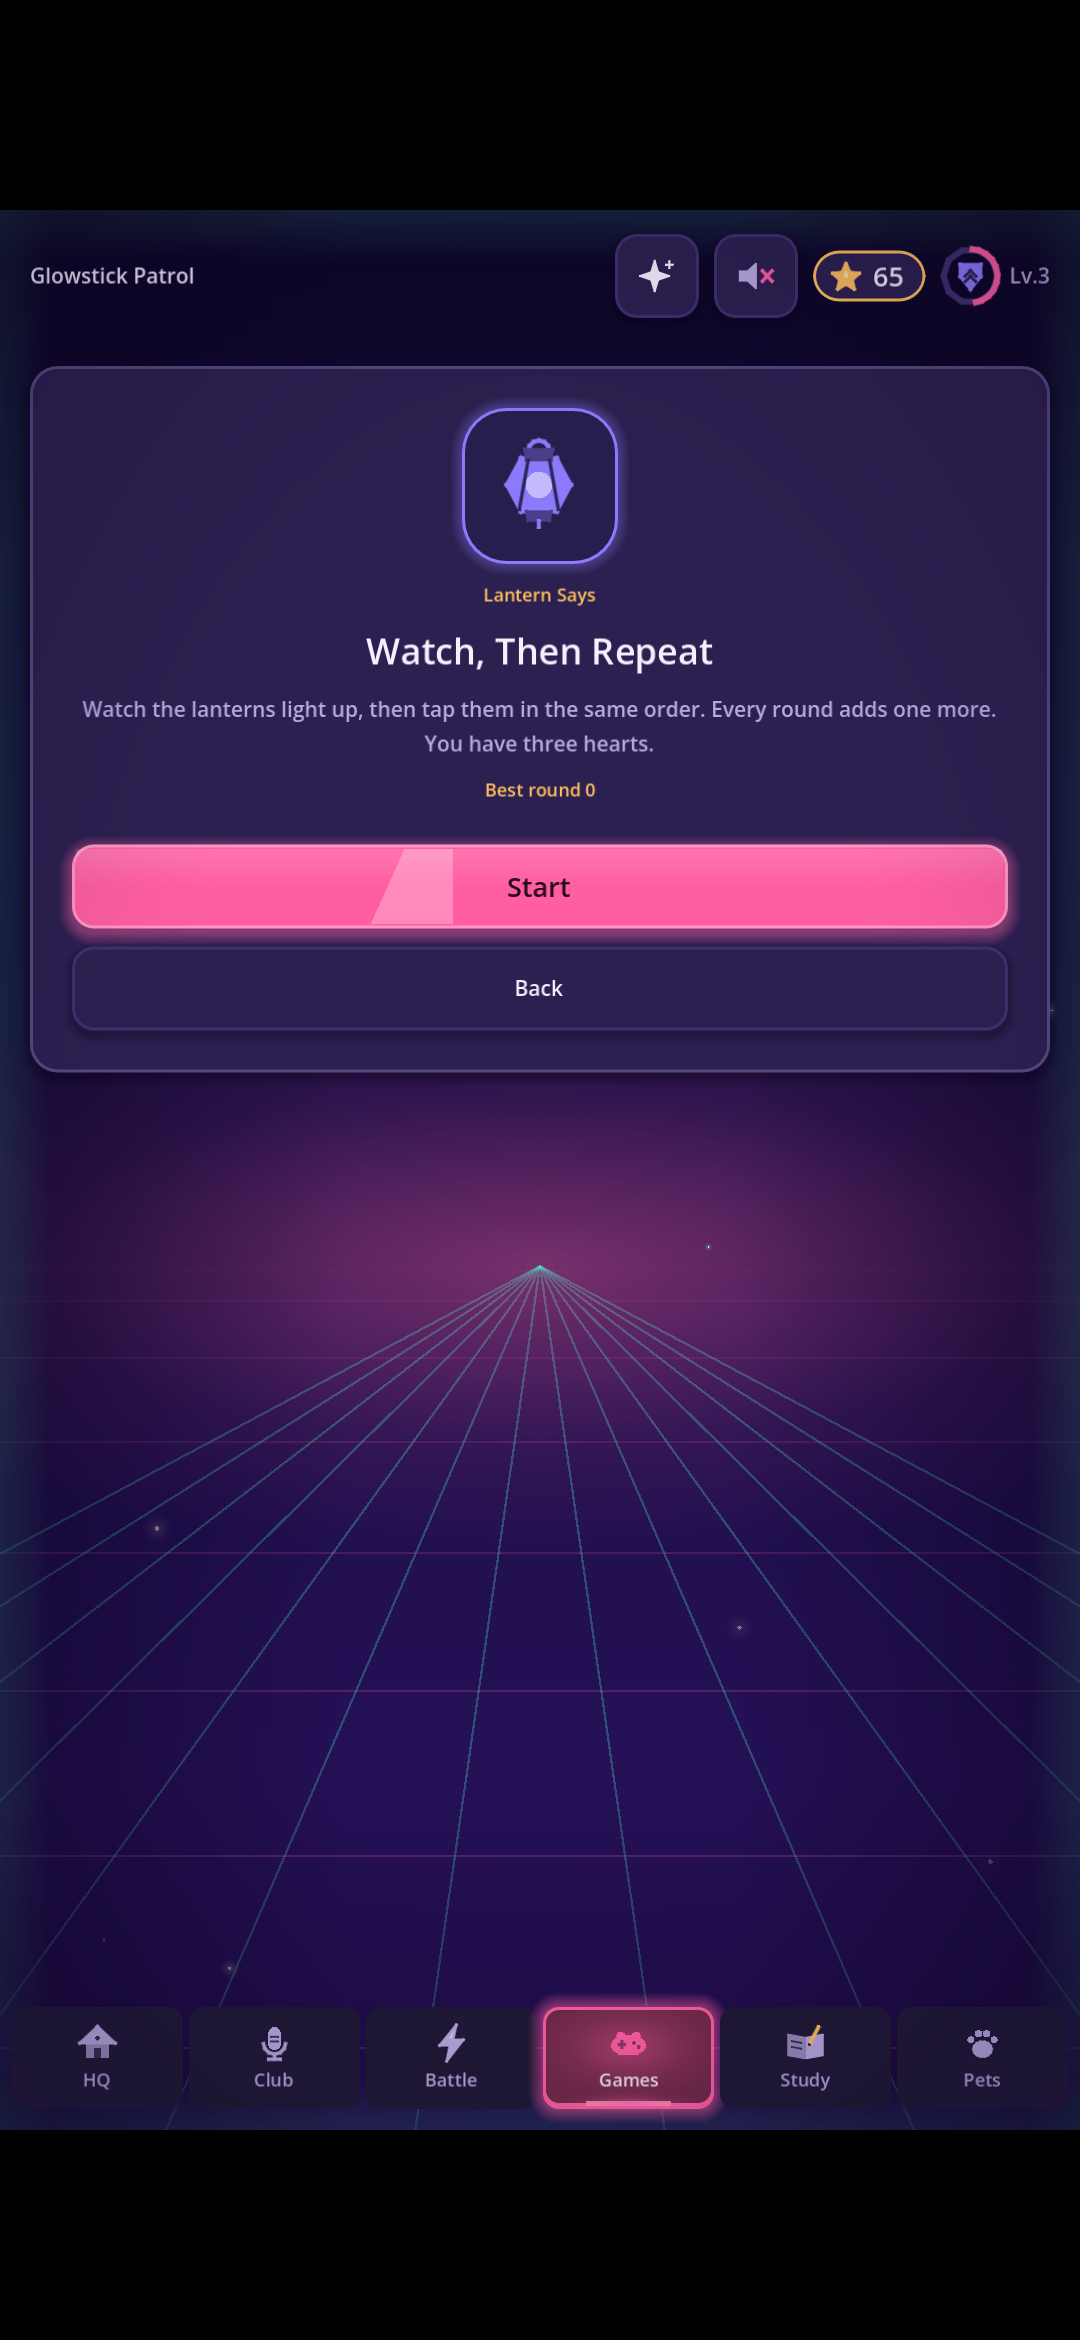 Glowstick Patrol
65
Lv.3
Lantern Says
Watch, Then Repeat
Watch the lanterns light up, then tap them in the same order. Every round adds one more.
You have three hearts.
Best round 0
Start
Back
HQ
Club
Battle
Games
Study
Pets